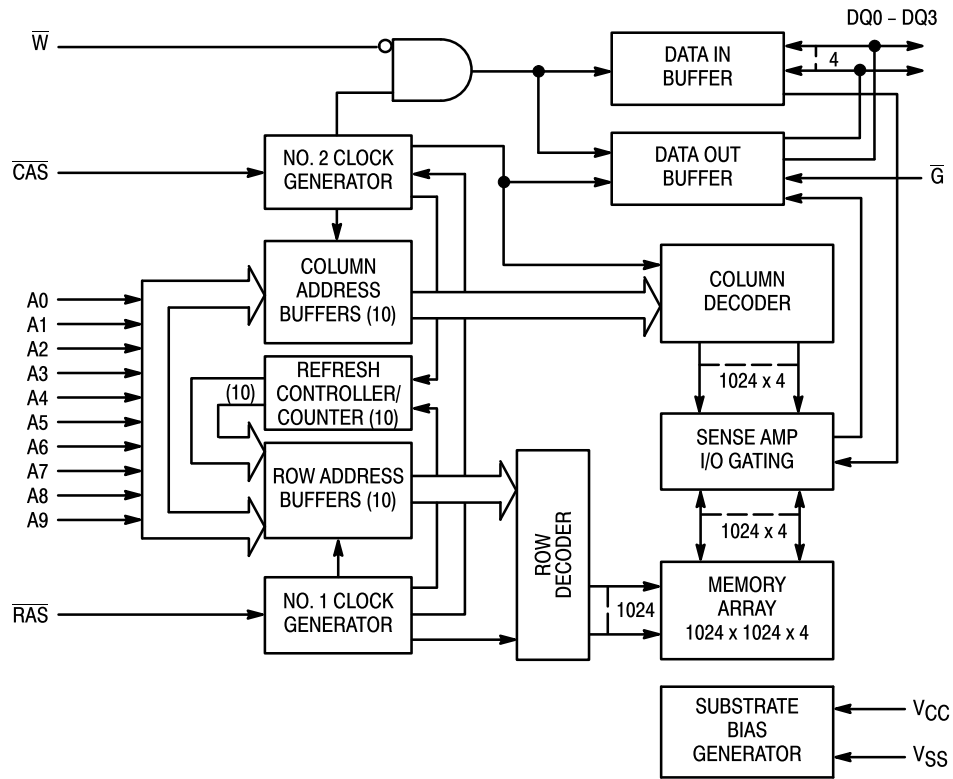 DQ0 – DQ3
W
4
DATA IN
BUFFER
NO. 2 CLOCK
GENERATOR
CAS
DATA OUT
BUFFER
G
COLUMN
ADDRESS
BUFFERS (10)
COLUMN
DECODER
A0
A1
A2
A3
A4
A5
A6
A7
A8
A9
REFRESH
CONTROLLER/
COUNTER (10)
(10)
1024 x 4
SENSE AMP
I/O GATING
ROW ADDRESS
BUFFERS (10)
1024 x 4
ROW
DECODER
RAS
NO. 1 CLOCK
GENERATOR
1024
MEMORY
ARRAY
1024 x 1024 x 4
SUBSTRATE
BIAS
GENERATOR
VCC
VSS